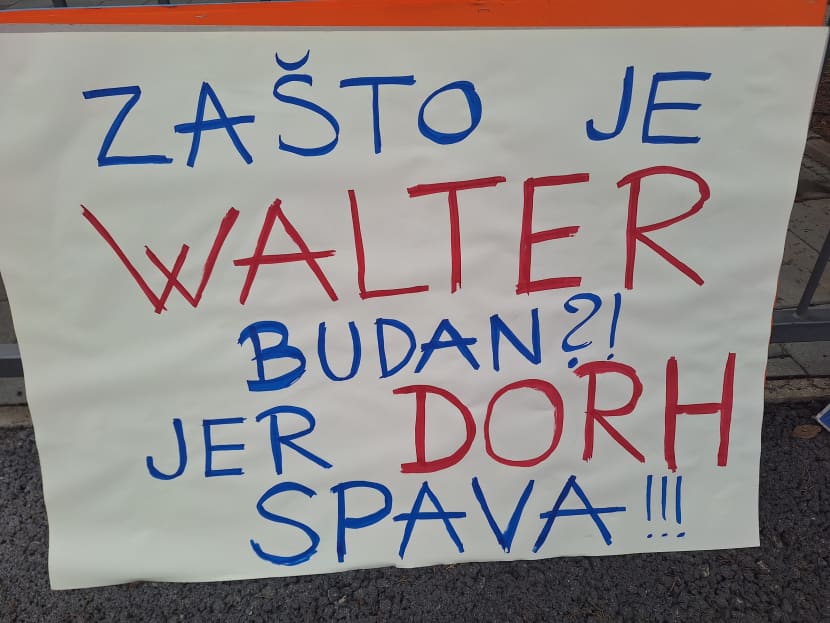 ZAŠTO JE
WALTER
BUDAN?!
JER DORH
SPAVA!!!